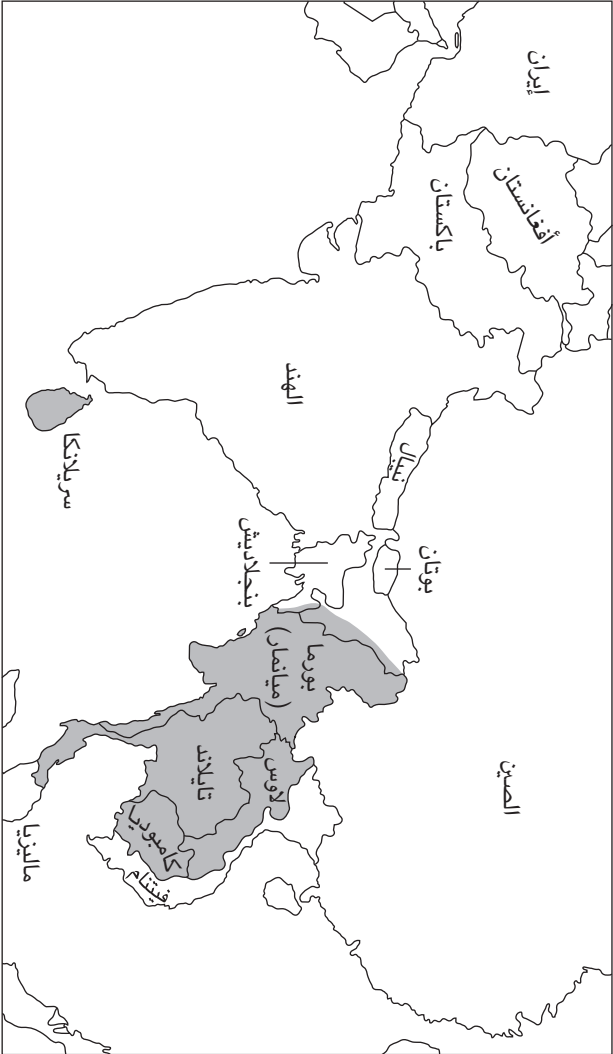 إيران
أفغانستان
باكستان
الهند
نيبال
بوتان
بنجلاديش
سريلانكا
الصين
بورما
(ميانمار)
لاوس
تايلاند
كامبوديا
فيتنام
ماليزيا